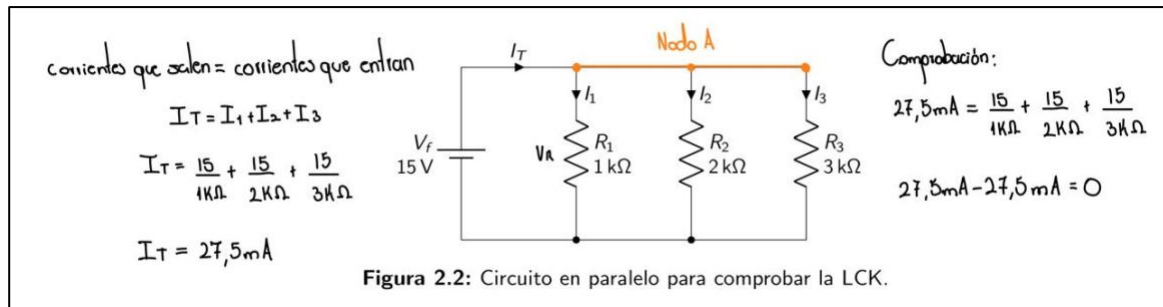 corrientes que salen = corrientes que entran
IT = I1 + I2 + I3
IT = 15/1KΩ + 15/2KΩ + 15/3KΩ
IT = 27,5mA
Nodo A
IT
I1
I2
I3
Vf
15 V
VR
R1
1 kΩ
R2
2 kΩ
R3
3 kΩ
Comprobación:
27,5mA = 15/1KΩ + 15/2KΩ + 15/3KΩ
27,5mA - 27,5mA = 0
Figura 2.2: Circuito en paralelo para comprobar la LCK.